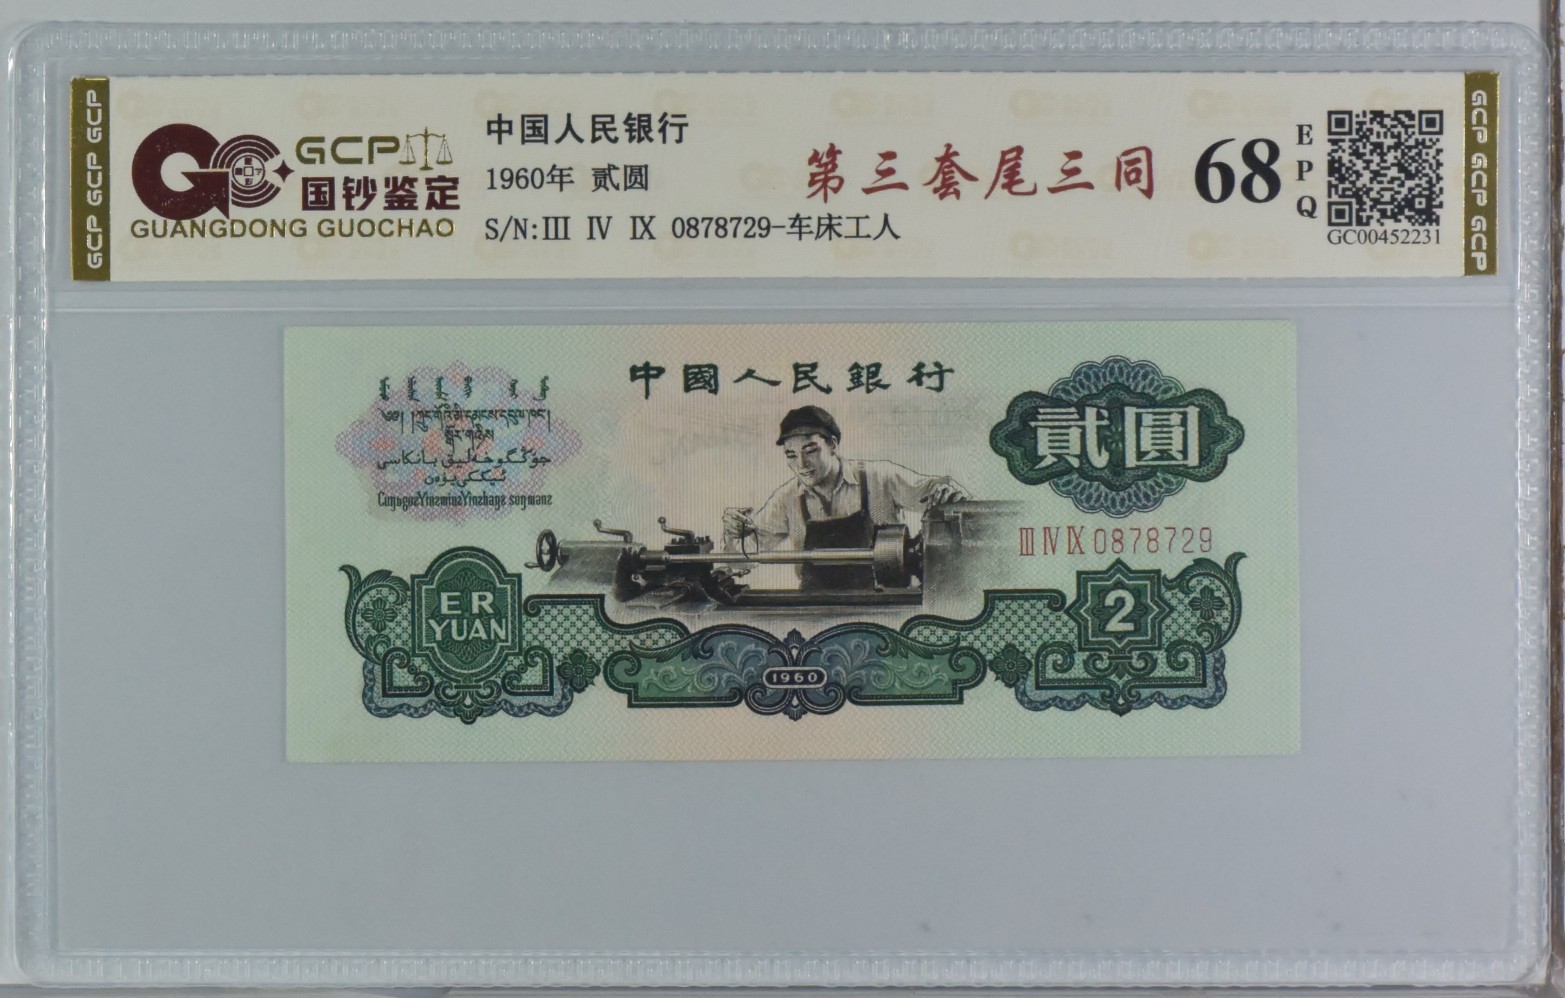 GCP GCP GCP
GCP
国钞鉴定
GUANGDONG GUOCHAO
中国人民银行
1960年 贰圆
S/N:Ⅲ Ⅳ Ⅸ 0878729-车床工人
第三套尾三同
68
EPQ
GC00452231
GCP GCP GCP
中國人民銀行
貳圓
ⅢⅣⅨ0878729
ER
YUAN
1960
2